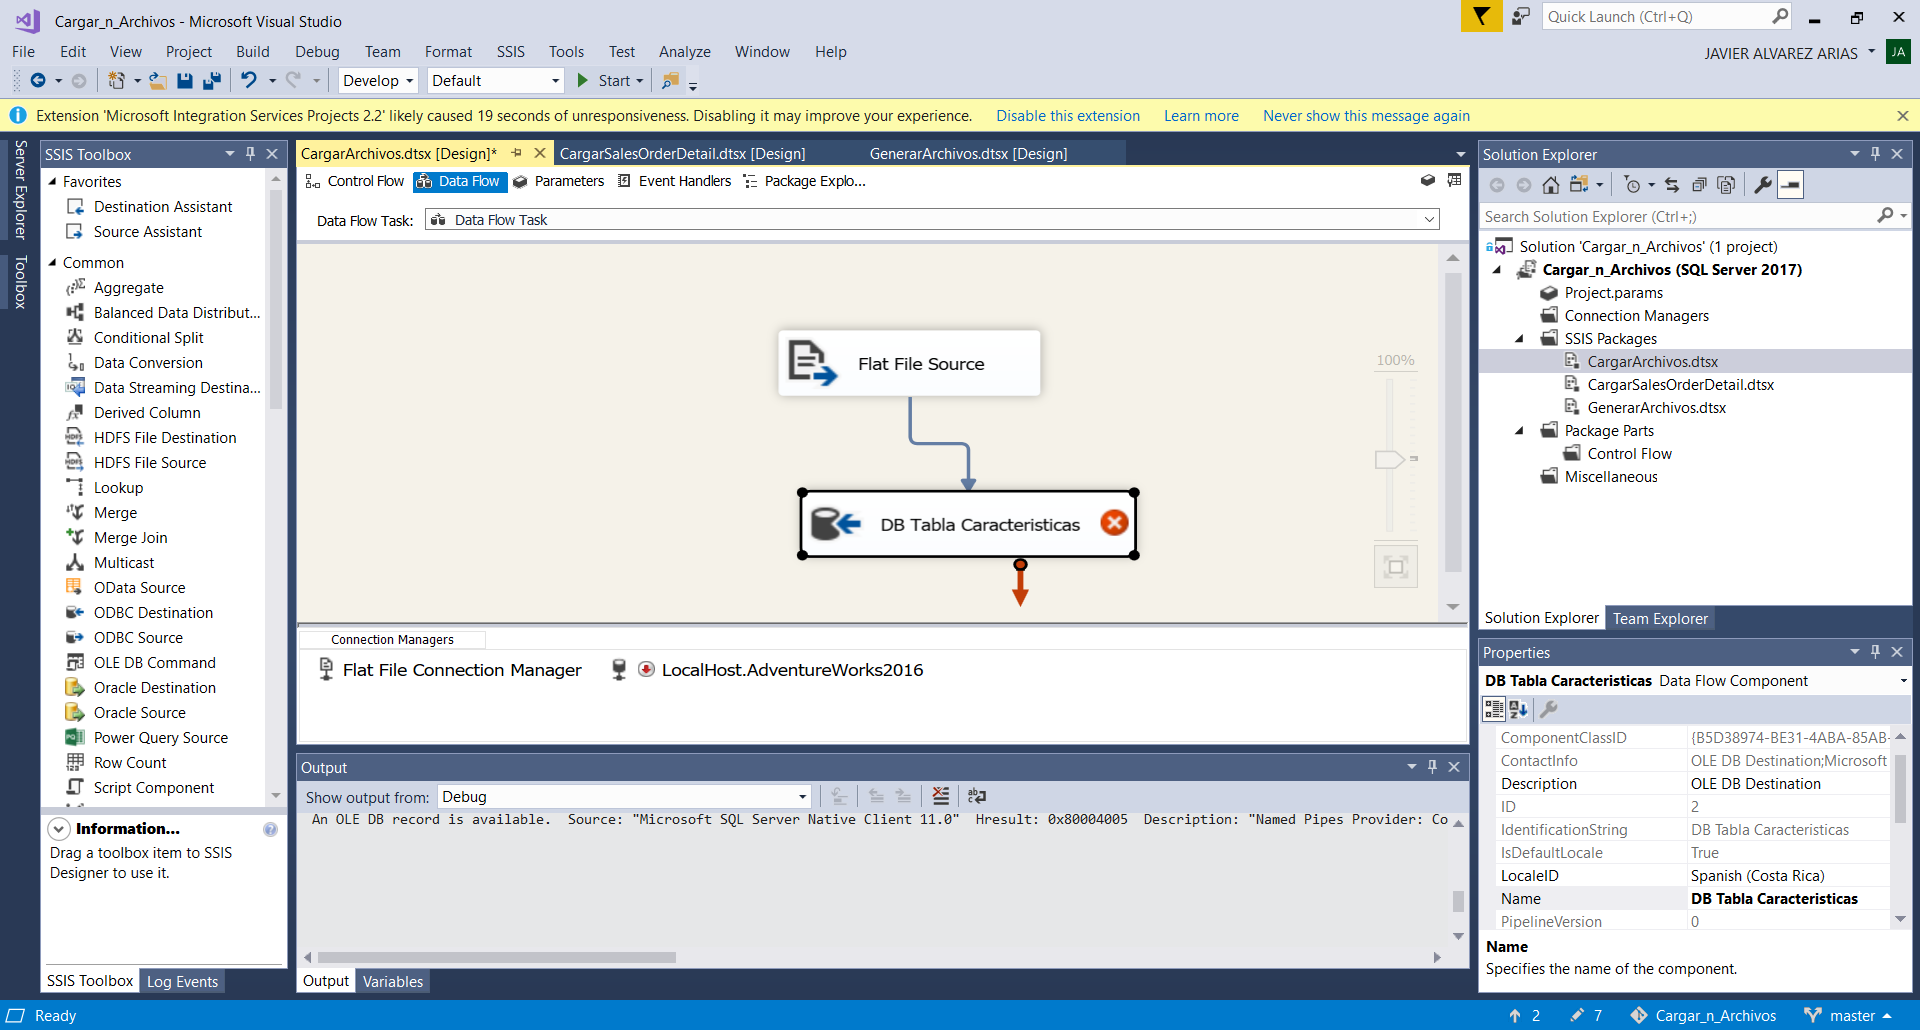 Cargar_n_Archivos - Microsoft Visual Studio
Quick Launch (Ctrl+Q)
File Edit View Project Build Debug Team Format SSIS Tools Test Analyze Window Help
JAVIER ALVAREZ ARIAS JA
Develop Default Start
Extension 'Microsoft Integration Services Projects 2.2' likely caused 19 seconds of unresponsiveness. Disabling it may improve your experience. Disable this extension Learn more Never show this message again
Server Explorer
Toolbox
SSIS Toolbox
Favorites
Destination Assistant
Source Assistant
Common
Aggregate
Balanced Data Distribut...
Conditional Split
Data Conversion
Data Streaming Destina...
Derived Column
HDFS File Destination
HDFS File Source
Lookup
Merge
Merge Join
Multicast
OData Source
ODBC Destination
ODBC Source
OLE DB Command
Oracle Destination
Oracle Source
Power Query Source
Row Count
Script Component
Information...
Drag a toolbox item to SSIS
Designer to use it.
SSIS Toolbox Log Events
CargarArchivos.dtsx [Design]* CargarSalesOrderDetail.dtsx [Design] GenerarArchivos.dtsx [Design]
Control Flow Data Flow Parameters Event Handlers Package Explo...
Data Flow Task: Data Flow Task
Flat File Source
100%
DB Tabla Caracteristicas
Connection Managers
Flat File Connection Manager LocalHost.AdventureWorks2016
Output
Show output from: Debug
An OLE DB record is available. Source: "Microsoft SQL Server Native Client 11.0" Hresult: 0x80004005 Description: "Named Pipes Provider: Co
Output Variables
Solution Explorer
Search Solution Explorer (Ctrl+;)
Solution 'Cargar_n_Archivos' (1 project)
Cargar_n_Archivos (SQL Server 2017)
Project.params
Connection Managers
SSIS Packages
CargarArchivos.dtsx
CargarSalesOrderDetail.dtsx
GenerarArchivos.dtsx
Package Parts
Control Flow
Miscellaneous
Solution Explorer Team Explorer
Properties
DB Tabla Caracteristicas Data Flow Component
ComponentClassID {B5D38974-BE31-4ABA-85AB-
ContactInfo OLE DB Destination;Microsoft
Description OLE DB Destination
ID 2
IdentificationString DB Tabla Caracteristicas
IsDefaultLocale True
LocaleID Spanish (Costa Rica)
Name DB Tabla Caracteristicas
PipelineVersion 0
Name
Specifies the name of the component.
Ready 2 7 Cargar_n_Archivos master